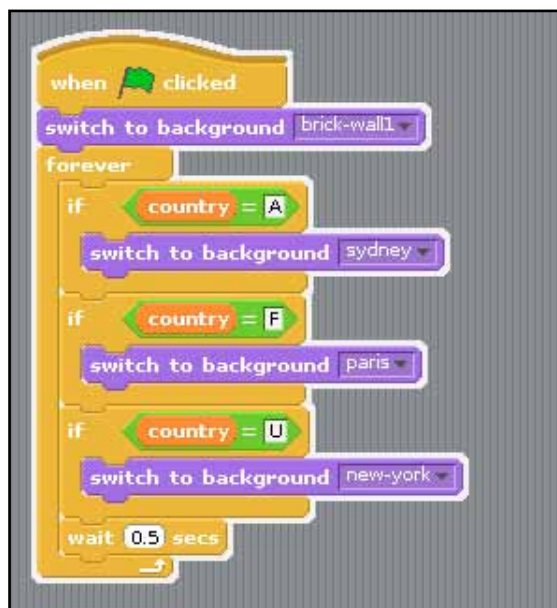 when clicked
switch to background brick-wall1
forever
if country = A
switch to background sydney
if country = F
switch to background paris
if country = U
switch to background new-york
wait 0.5 secs